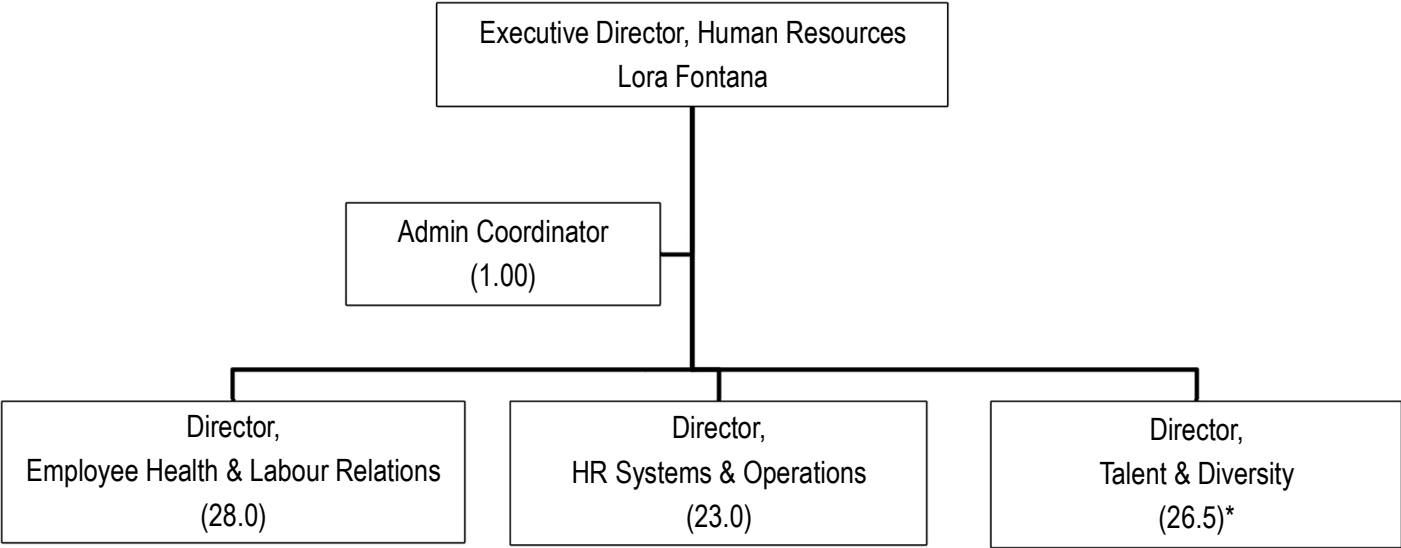 Executive Director, Human Resources
Lora Fontana
Admin Coordinator
(1.00)
Director,
Employee Health & Labour Relations
(28.0)
Director,
HR Systems & Operations
(23.0)
Director,
Talent & Diversity
(26.5)*